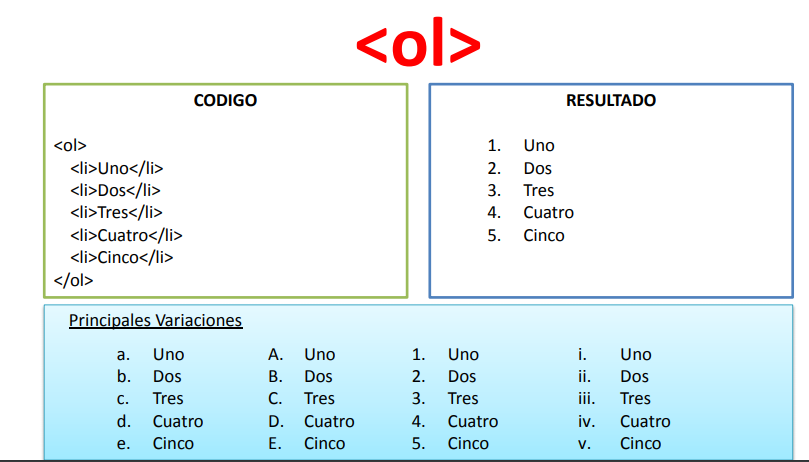 <ol>
CODIGO
<ol>
<li>Uno</li>
<li>Dos</li>
<li>Tres</li>
<li>Cuatro</li>
<li>Cinco</li>
</ol>
RESULTADO
1. Uno
2. Dos
3. Tres
4. Cuatro
5. Cinco
Principales Variaciones
a. Uno
b. Dos
c. Tres
d. Cuatro
e. Cinco
A. Uno
B. Dos
C. Tres
D. Cuatro
E. Cinco
1. Uno
2. Dos
3. Tres
4. Cuatro
5. Cinco
i. Uno
ii. Dos
iii. Tres
iv. Cuatro
v. Cinco